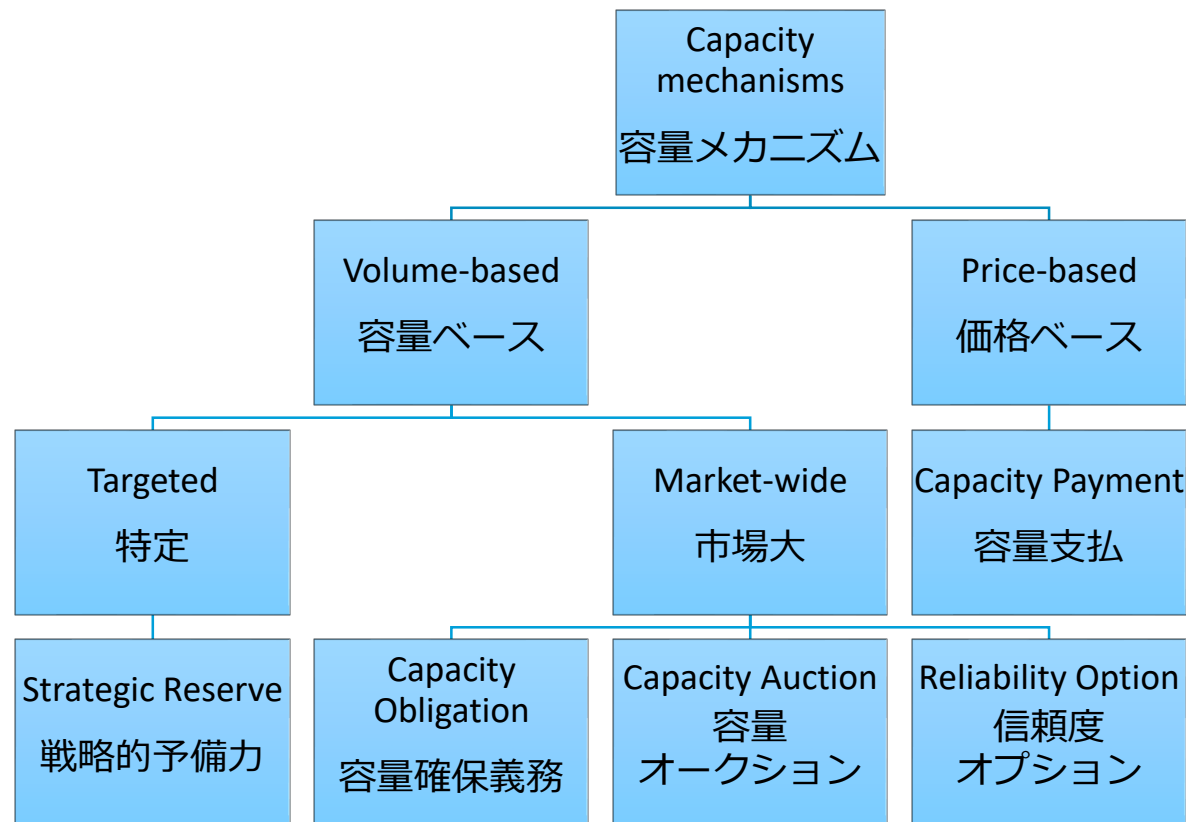 Capacity
mechanisms
容量メカニズム
Volume-based
容量ベース
Price-based
価格ベース
Targeted
特定
Market-wide
市場大
Capacity Payment
容量支払
Strategic Reserve
戦略的予備力
Capacity
Obligation
容量確保義務
Capacity Auction
容量
オークション
Reliability Option
信頼度
オプション